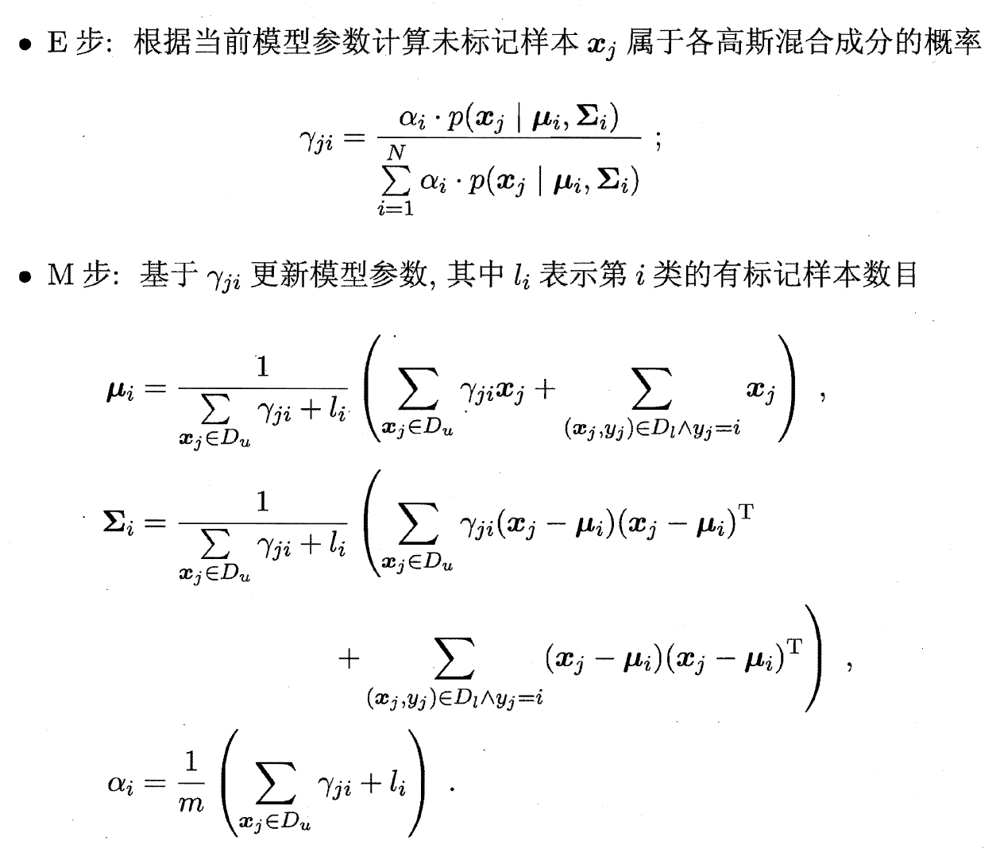 • E 步: 根据当前模型参数计算未标记样本 $\boldsymbol{x}_j$ 属于各高斯混合成分的概率
$\gamma_{ji} = \frac{\alpha_i \cdot p(\boldsymbol{x}_j \mid \boldsymbol{\mu}_i, \boldsymbol{\Sigma}_i)}{\sum_{i=1}^{N} \alpha_i \cdot p(\boldsymbol{x}_j \mid \boldsymbol{\mu}_i, \boldsymbol{\Sigma}_i)}$ ;
• M 步: 基于 $\gamma_{ji}$ 更新模型参数, 其中 $l_i$ 表示第 $i$ 类的有标记样本数目
$\boldsymbol{\mu}_i = \frac{1}{\sum_{\boldsymbol{x}_j \in D_u} \gamma_{ji} + l_i} \left( \sum_{\boldsymbol{x}_j \in D_u} \gamma_{ji} \boldsymbol{x}_j + \sum_{(\boldsymbol{x}_j, y_j) \in D_l \wedge y_j = i} \boldsymbol{x}_j \right)$ ,
$\boldsymbol{\Sigma}_i = \frac{1}{\sum_{\boldsymbol{x}_j \in D_u} \gamma_{ji} + l_i} \left( \sum_{\boldsymbol{x}_j \in D_u} \gamma_{ji} (\boldsymbol{x}_j - \boldsymbol{\mu}_i)(\boldsymbol{x}_j - \boldsymbol{\mu}_i)^{\mathrm{T}} \right.$
$\left. + \sum_{(\boldsymbol{x}_j, y_j) \in D_l \wedge y_j = i} (\boldsymbol{x}_j - \boldsymbol{\mu}_i)(\boldsymbol{x}_j - \boldsymbol{\mu}_i)^{\mathrm{T}} \right)$ ,
$\alpha_i = \frac{1}{m} \left( \sum_{\boldsymbol{x}_j \in D_u} \gamma_{ji} + l_i \right)$ .